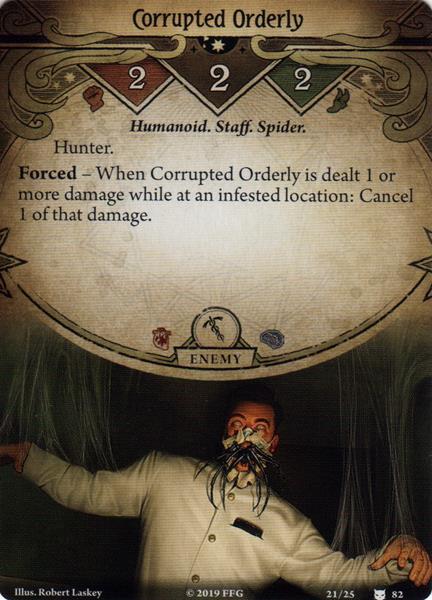 Corrupted Orderly
2 2 2
Humanoid. Staff. Spider.
Hunter.
Forced – When Corrupted Orderly is dealt 1 or
more damage while at an infested location: Cancel
1 of that damage.
ENEMY
Illus. Robert Laskey © 2019 FFG 21/25 82